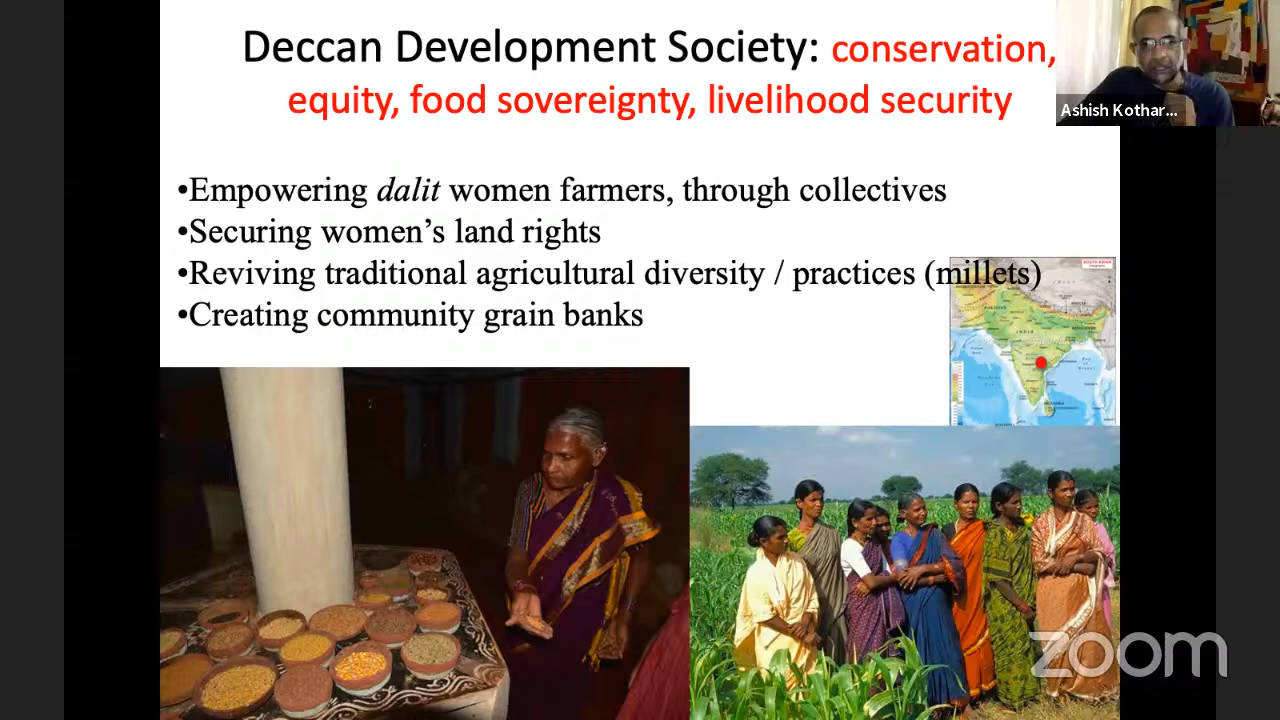 Deccan Development Society: conservation,
equity, food sovereignty, livelihood security
Ashish Kothar...
•Empowering dalit women farmers, through collectives
•Securing women’s land rights
•Reviving traditional agricultural diversity / practices (millets)
•Creating community grain banks
INDIA
zoom